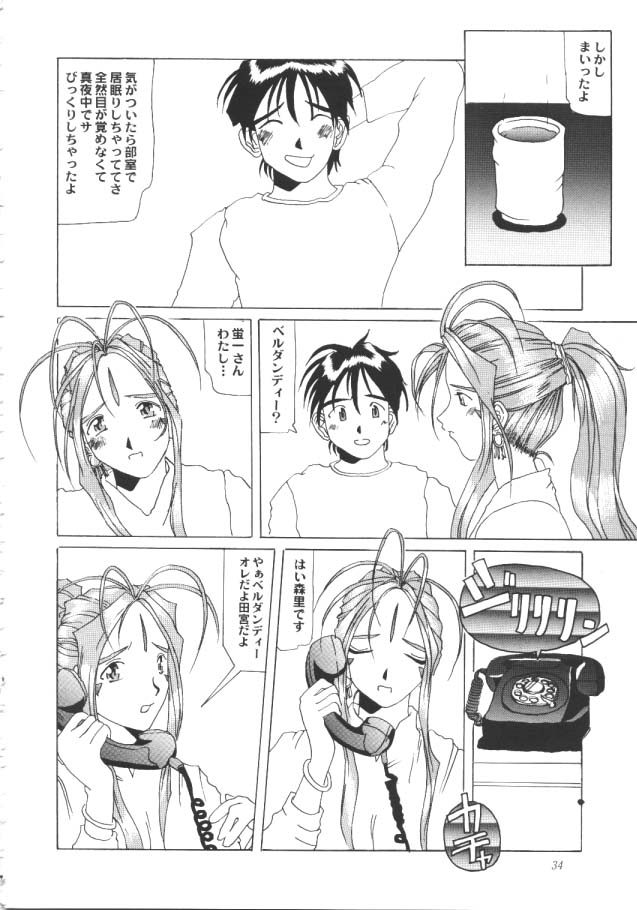 しかし
まいったよ
気がついたら部室で
居眠りしちゃっててさ
全然目が覚めなくて
真夜中でサ
びっくりしちゃったよ
ベルダンディー?
蛍一さん
わたし…
ジリリリン
カチャ
はい森里です
やぁベルダンディー
オレだよ田宮だよ
34